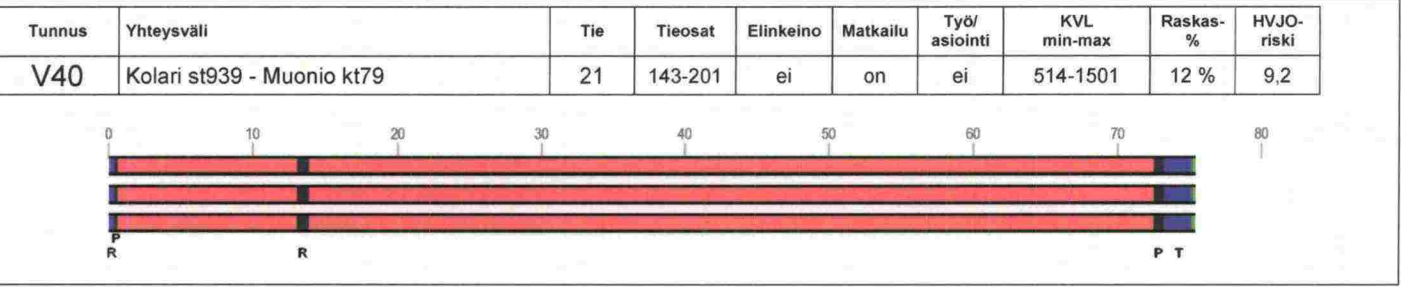 Tunnus Yhteysväli Tie Tieosat Elinkeino Matkailu Työ/ asiointi KVL min-max Raskas- % HVJO- riski
V40 Kolari st939 - Muonio kt79 21 143-201 ei on ei 514-1501 12 % 9,2
0 10 20 30 40 50 60 70 80
P
R R P T